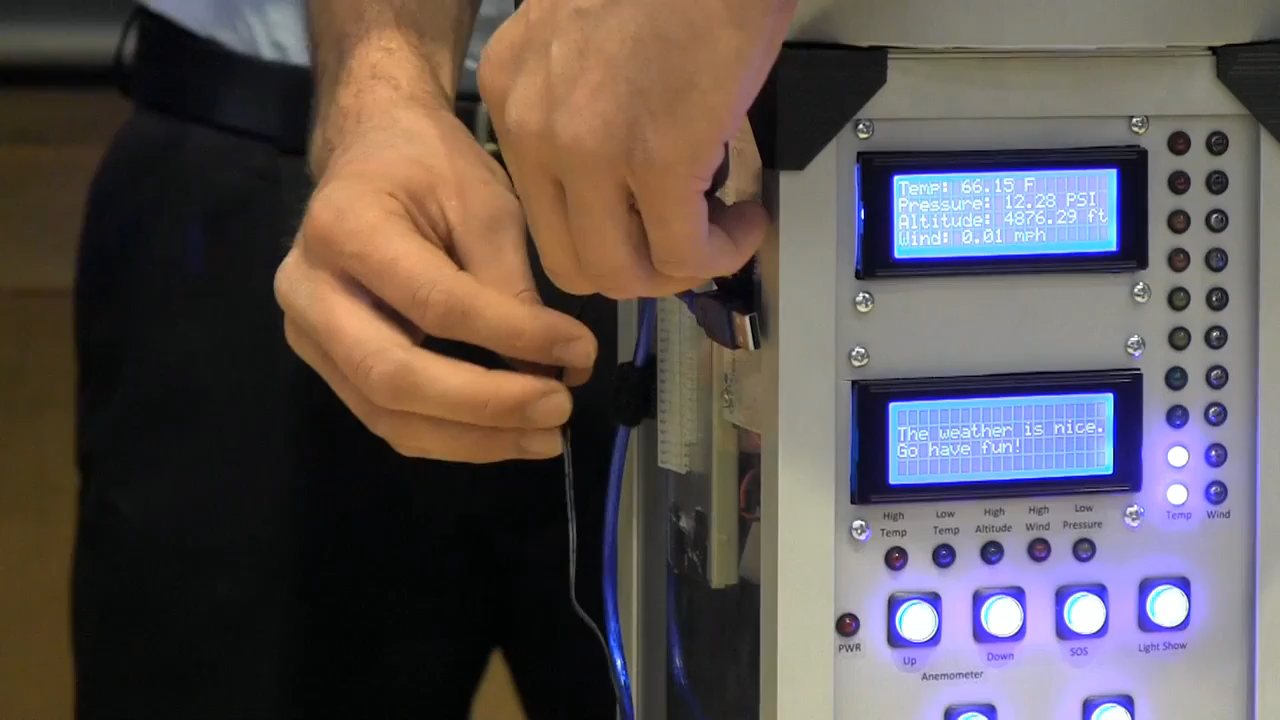 Temp: 66.15 F
Pressure: 12.28 PSI
Altitude: 4876.29 ft
Wind: 0.01 mph
The weather is nice.
Go have fun!
High Temp
Low Temp
High Altitude
High Wind
Low Pressure
Temp
Wind
PWR
Up
Down
SOS
Light Show
Anemometer